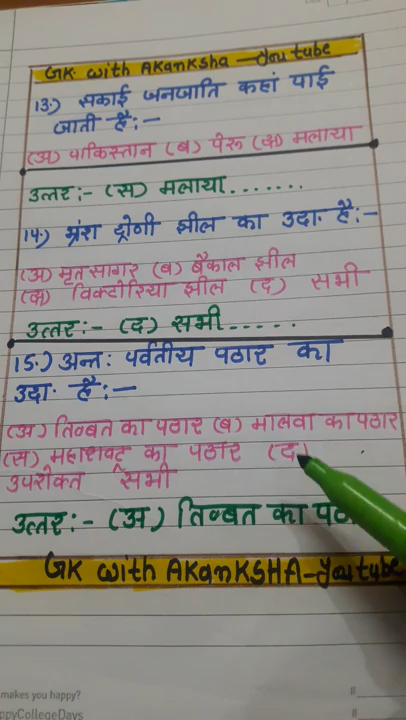 GK with AKanKsha - You tube
13.) सकाई जनजाति कहां पाई
जाती है:-
(अ) पाकिस्तान (ब) पेरू (स) मलाया
उत्तर:- (स) मलाया.......
14.) भ्रंश द्रोणी झील का उदा. है:-
(अ) मृतसागर (ब) बैकाल झील
(स) विक्टोरिया झील (द) सभी
उत्तर:- (द) सभी.....
15.) अन्त: पर्वतीय पठार का
उदा. है:-
(अ) तिब्बत का पठार (ब) मालवा का पठार
(स) महाराष्ट्र का पठार (द)
उपरोक्त सभी
उत्तर:- (अ) तिब्बत का
GK with AKanKSHA-Youtube
makes you happy?
ppyCollegeDays